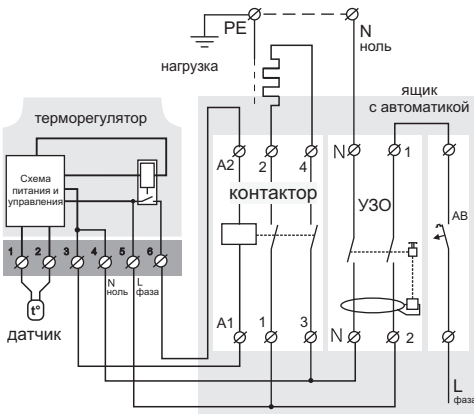 PE
N
ноль
нагрузка
ящик
с автоматикой
терморегулятор
A2
2
4
N
1
контактор
Схема
питания и
управления
УЗО
АВ
1
2
3
4
5
6
N
ноль
L
фаза
t°
датчик
A1
1
3
N
2
L
фаза